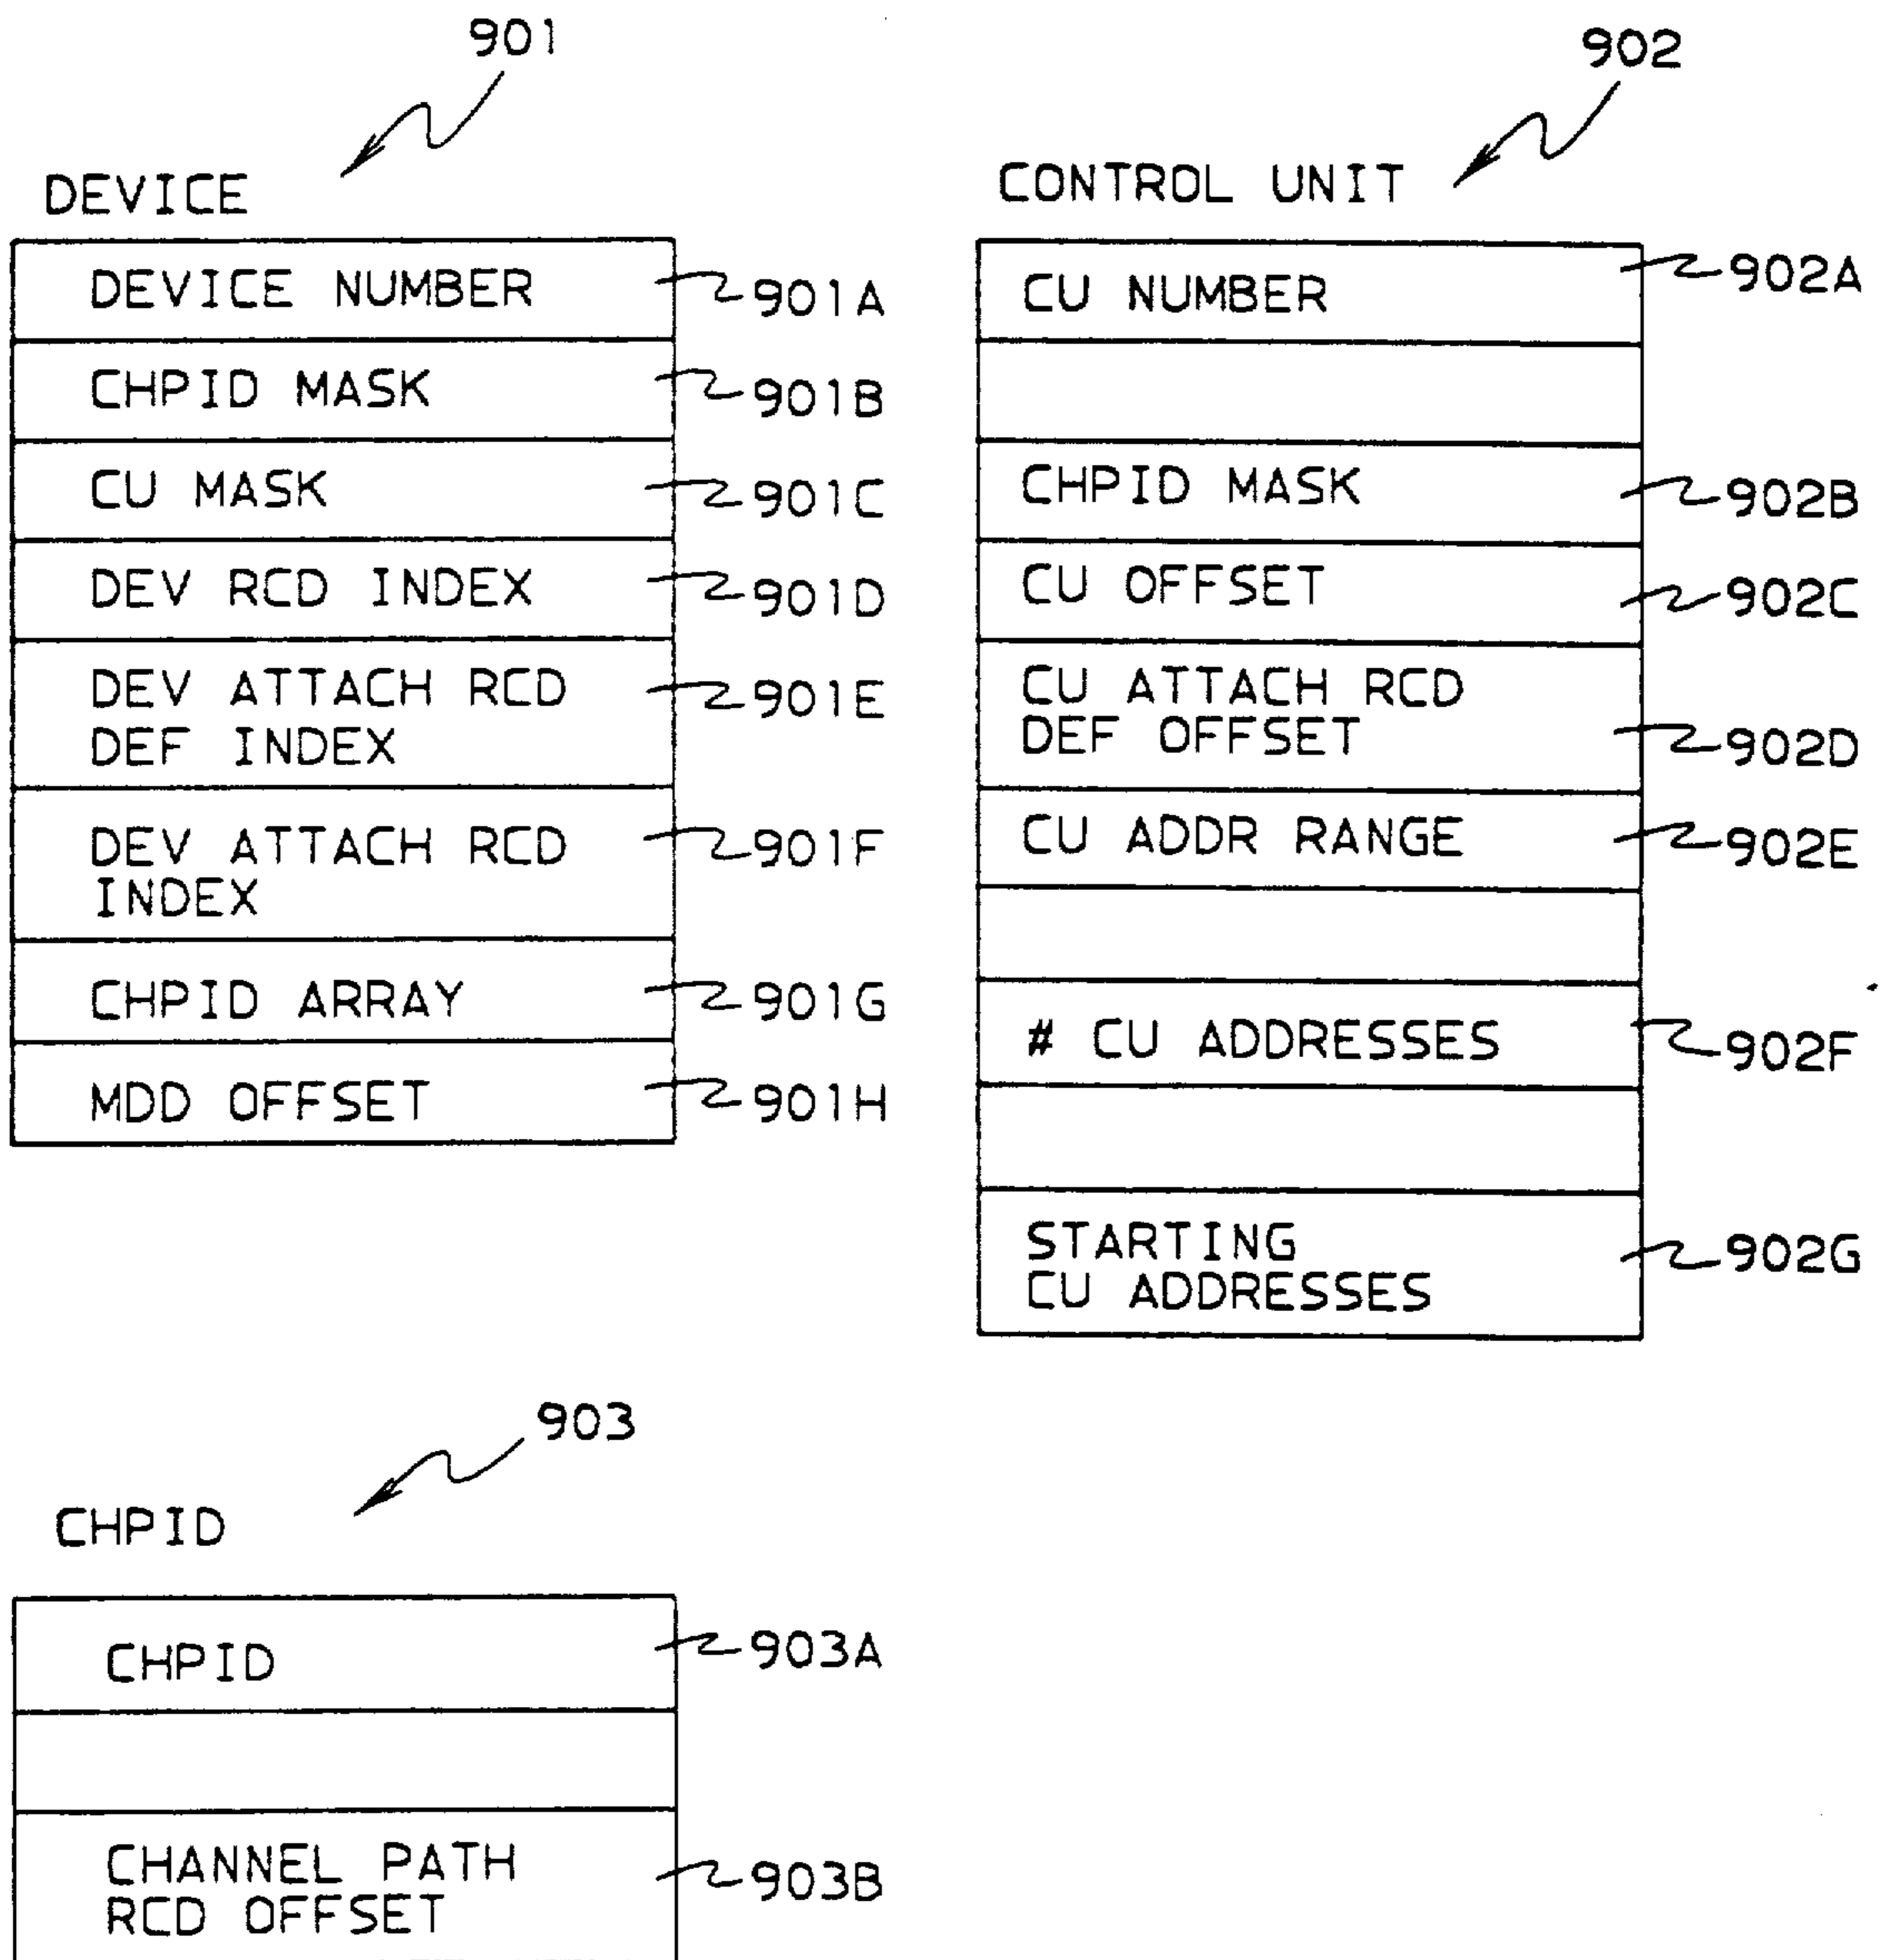 901
DEVICE
DEVICE NUMBER 901A
CHPID MASK 901B
CU MASK 901C
DEV RCD INDEX 901D
DEV ATTACH RCD 901E
DEF INDEX
DEV ATTACH RCD 901F
INDEX
CHPID ARRAY 901G
MDD OFFSET 901H
902
CONTROL UNIT
CU NUMBER 902A
CHPID MASK 902B
CU OFFSET 902C
CU ATTACH RCD
DEF OFFSET 902D
CU ADDR RANGE 902E
# CU ADDRESSES 902F
STARTING 902G
CU ADDRESSES
903
CHPID
CHPID 903A
CHANNEL PATH 903B
RCD OFFSET